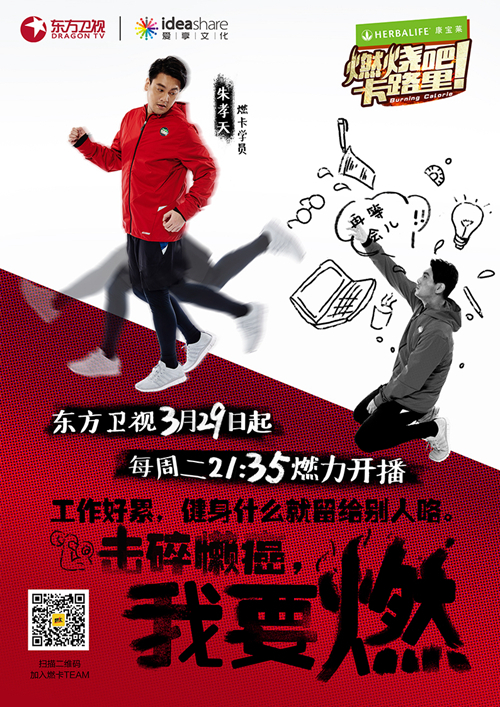 东方卫视
DRAGON TV
ideashare
爱享文化
HERBALIFE 康宝莱
燃烧吧
卡路里!
Burning Calorie
朱孝天
燃卡学员
再等
会儿
东方卫视3月29日起
每周二21:35燃力开播
工作好累，健身什么就留给别人咯。
击碎懒癌，
我要燃
扫描二维码
加入燃卡TEAM